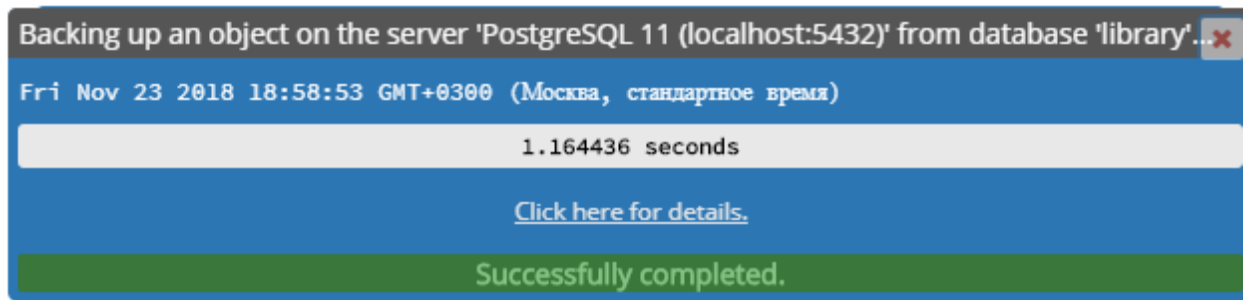 Backing up an object on the server 'PostgreSQL 11 (localhost:5432)' from database 'library'...
Fri Nov 23 2018 18:58:53 GMT+0300 (Москва, стандартное время)
1.164436 seconds
Click here for details.
Successfully completed.